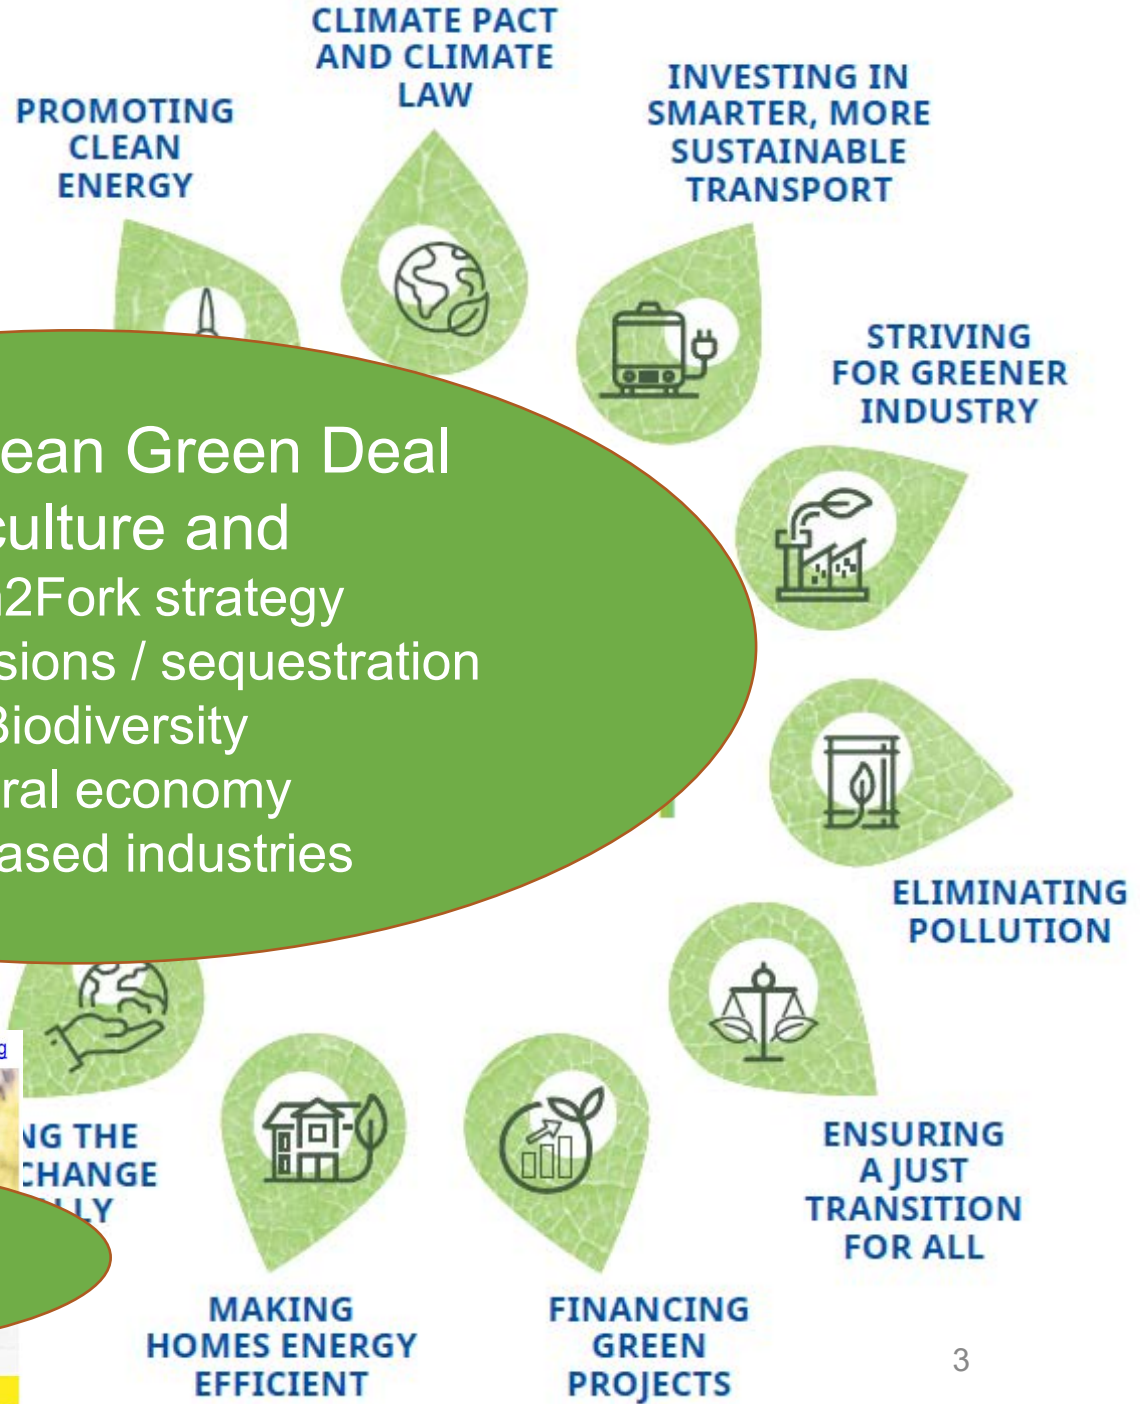 CLIMATE PACT
AND CLIMATE
LAW
PROMOTING
CLEAN
ENERGY
INVESTING IN
SMARTER, MORE
SUSTAINABLE
TRANSPORT
STRIVING
FOR GREENER
INDUSTRY
ean Green Deal
culture and
2Fork strategy
sions / sequestration
Biodiversity
ral economy
ased industries
ELIMINATING
POLLUTION
g
NG THE
CHANGE
LLY
ENSURING
A JUST
TRANSITION
FOR ALL
MAKING
HOMES ENERGY
EFFICIENT
FINANCING
GREEN
PROJECTS
3